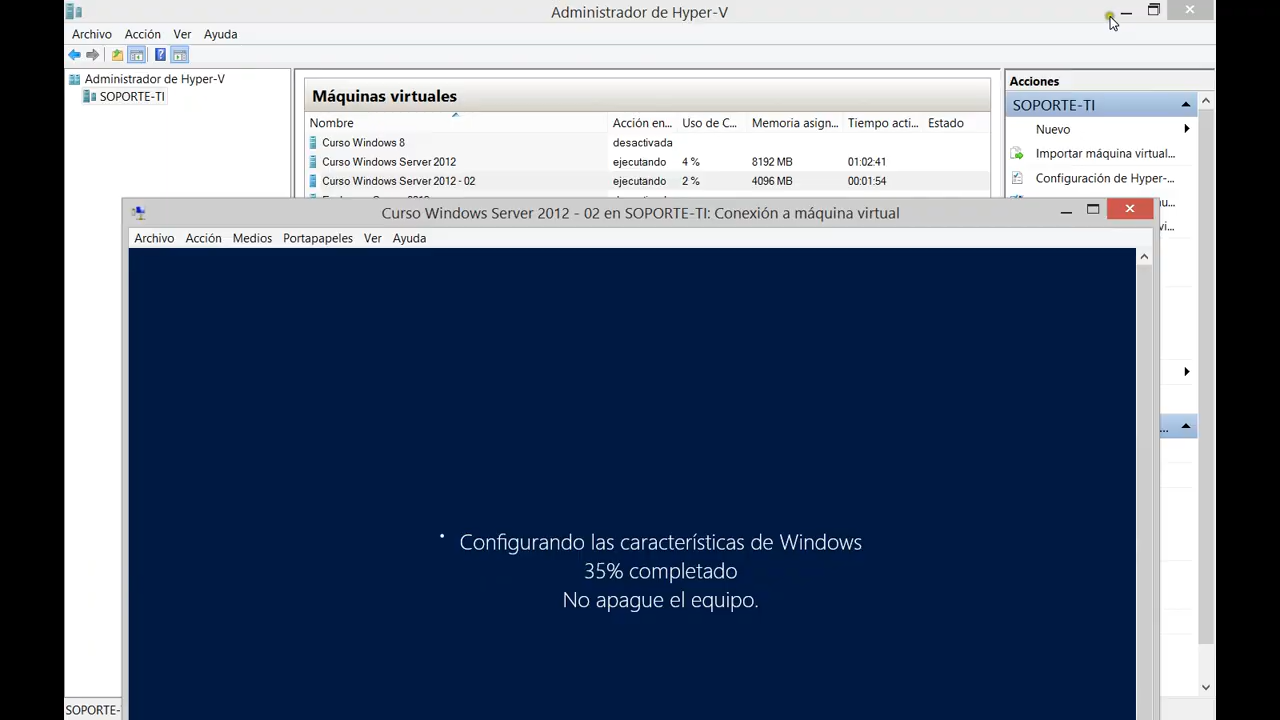 Administrador de Hyper-V
Archivo Acción Ver Ayuda
Administrador de Hyper-V
SOPORTE-TI
Máquinas virtuales
Nombre Acción en... Uso de C... Memoria asign... Tiempo acti... Estado
Curso Windows 8 desactivada
Curso Windows Server 2012 ejecutando 4 % 8192 MB 01:02:41
Curso Windows Server 2012 - 02 ejecutando 2 % 4096 MB 00:01:54
Acciones
SOPORTE-TI
Nuevo
Importar máquina virtual...
Configuración de Hyper-...
Curso Windows Server 2012 - 02 en SOPORTE-TI: Conexión a máquina virtual
Archivo Acción Medios Portapapeles Ver Ayuda
Configurando las características de Windows
35% completado
No apague el equipo.
SOPORTE-